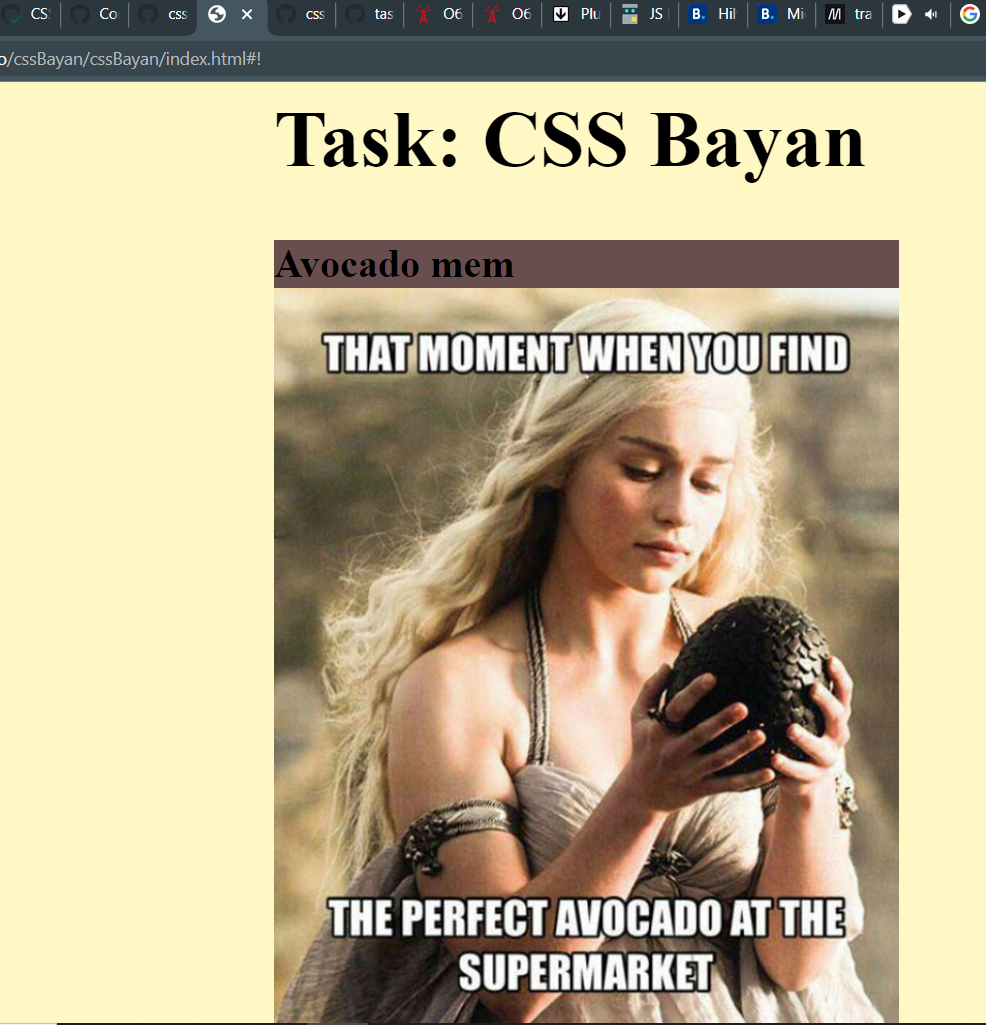 CS
Co
css
css
tas
O6
O6
Plu
JS
Hil
Mi
tra
o/cssBayan/cssBayan/index.html#!
Task: CSS Bayan
Avocado mem
THAT MOMENT WHEN YOU FIND
THE PERFECT AVOCADO AT THE
SUPERMARKET